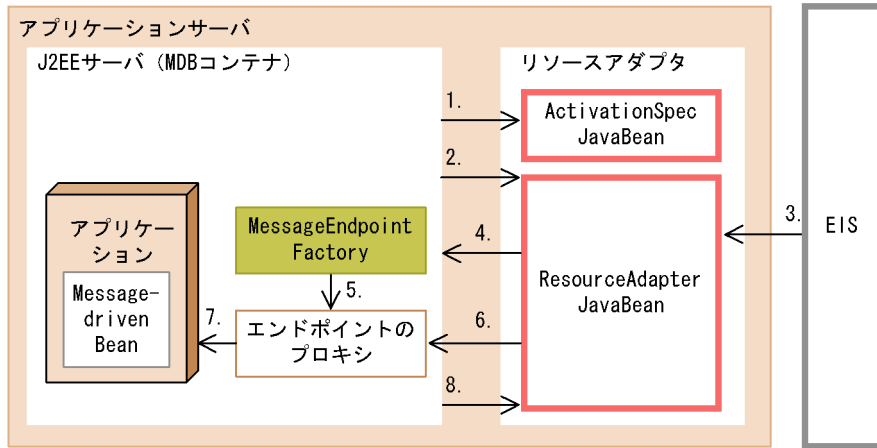 アプリケーションサーバ
J2EEサーバ（MDBコンテナ）
リソースアダプタ
1.
ActivationSpec
JavaBean
2.
3.
EIS
アプリケー
ション
Message-
driven
Bean
MessageEndpoint
Factory
4.
ResourceAdapter
JavaBean
5.
7.
エンドポイントの
プロキシ
6.
8.